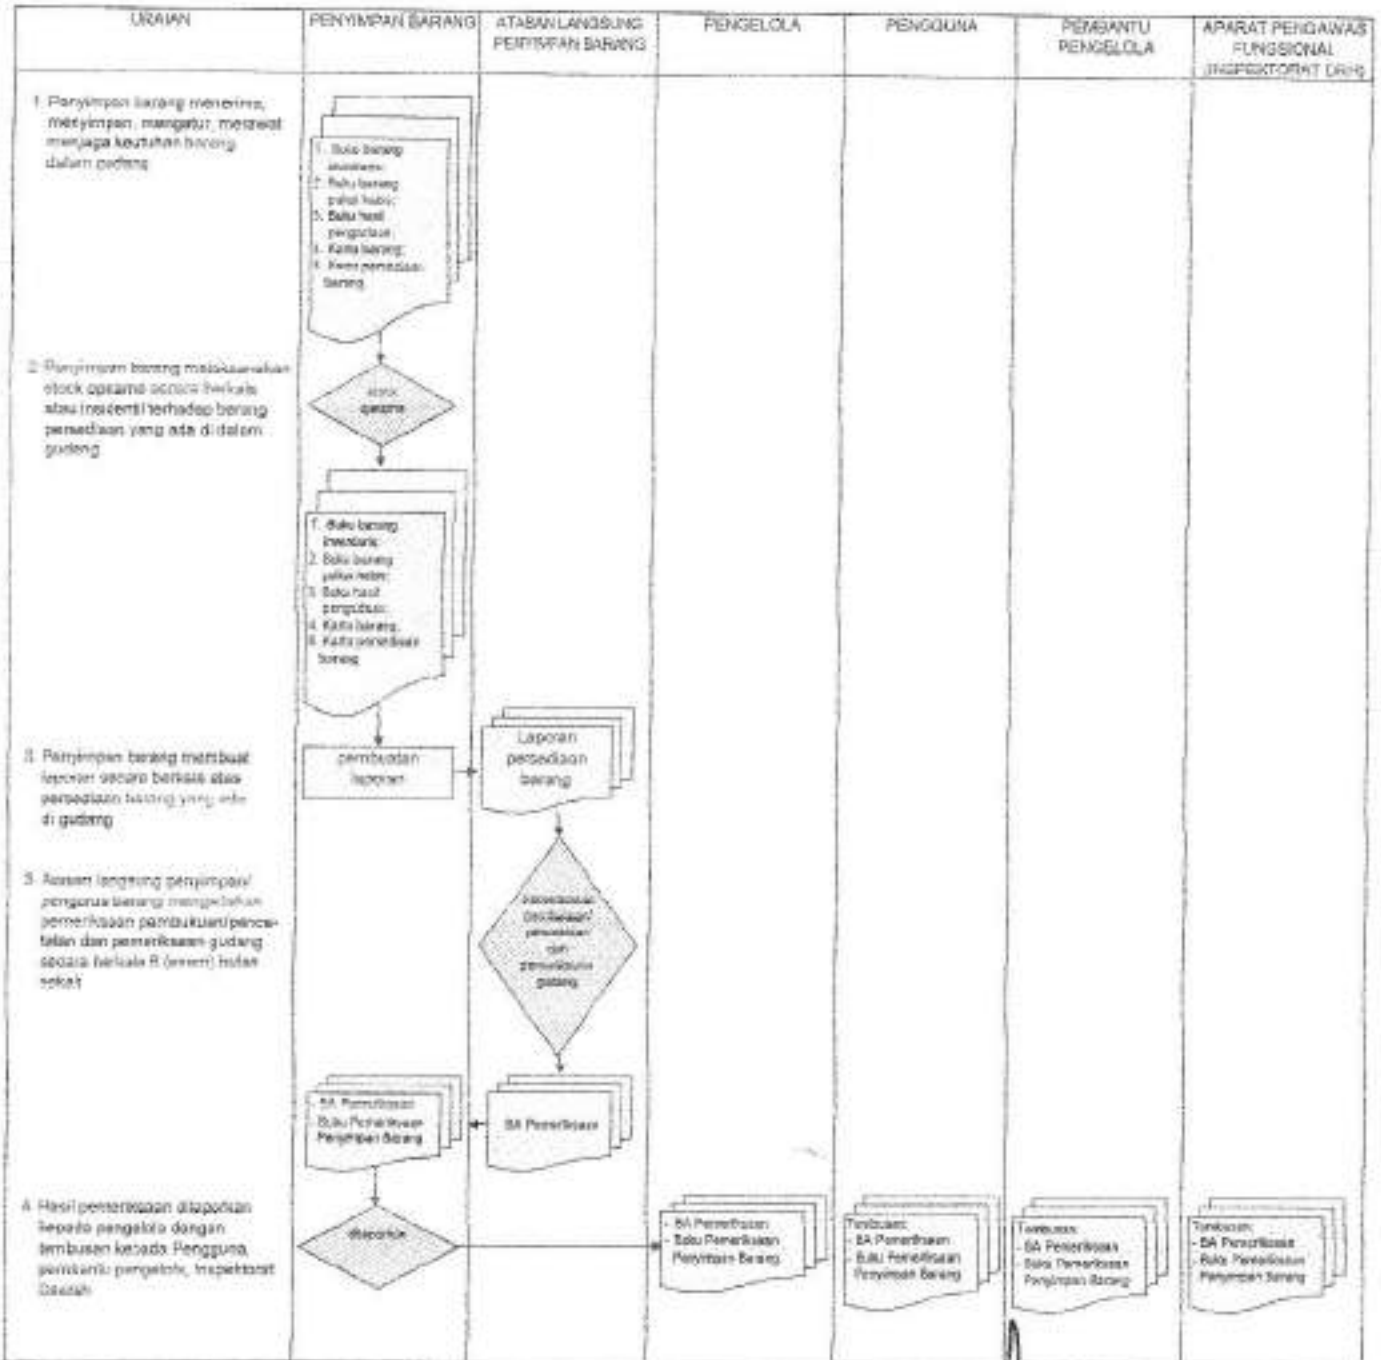 URAIAN
PENYIMPAN BARANG
ATASAN LANGSUNG
PENYIMPAN BARANG
PENGELOLA
PENGGUNA
PEMBANTU
PENGELOLA
APARAT PENGAWAS
FUNGSIONAL
(INSPEKTORAT DRH)
1. Penyimpan barang menerima,
menyimpan, mengatur, merawat
menjaga keutuhan barang
dalam gudang
1. Buku barang
2. Buku barang
pakai habis;
3. Buku hasil
pengadaan;
4. Kartu barang;
5. Kartu persediaan
barang
2. Penyimpan barang melaksanakan
stock opname secara berkala
atau insidentil terhadap barang
persediaan yang ada di dalam
gudang
stock
opname
1. Buku barang
inventaris;
2. Buku barang
pakai habis;
3. Buku hasil
pengadaan;
4. Kartu barang;
5. Kartu persediaan
barang
3. Penyimpan barang membuat
laporan secara berkala atas
persediaan barang yang ada
di gudang
pembuatan
laporan
Laporan
persediaan
barang
3. Atasan langsung penyimpan/
pengurus barang mengadakan
pemeriksaan pembukuan/penca-
tatan dan pemeriksaan gudang
secara berkala 6 (enam) bulan
sekali
pemeriksaan
pembukuan/
pencatatan
dan
pemeriksaan
gudang
- BA Pemeriksaan
- Buku Pemeriksaan
Penyimpan Barang
BA Pemeriksaan
4. Hasil pemeriksaan dilaporkan
kepada pengelola dengan
tembusan kepada Pengguna,
pembantu pengelola, Inspektorat
Daerah
dilaporkan
- BA Pemeriksaan
- Buku Pemeriksaan
Penyimpan Barang
Tembusan:
- BA Pemeriksaan
- Buku Pemeriksaan
Penyimpan Barang
Tembusan:
- BA Pemeriksaan
- Buku Pemeriksaan
Penyimpan Barang
Tembusan:
- BA Pemeriksaan
- Buku Pemeriksaan
Penyimpan Barang